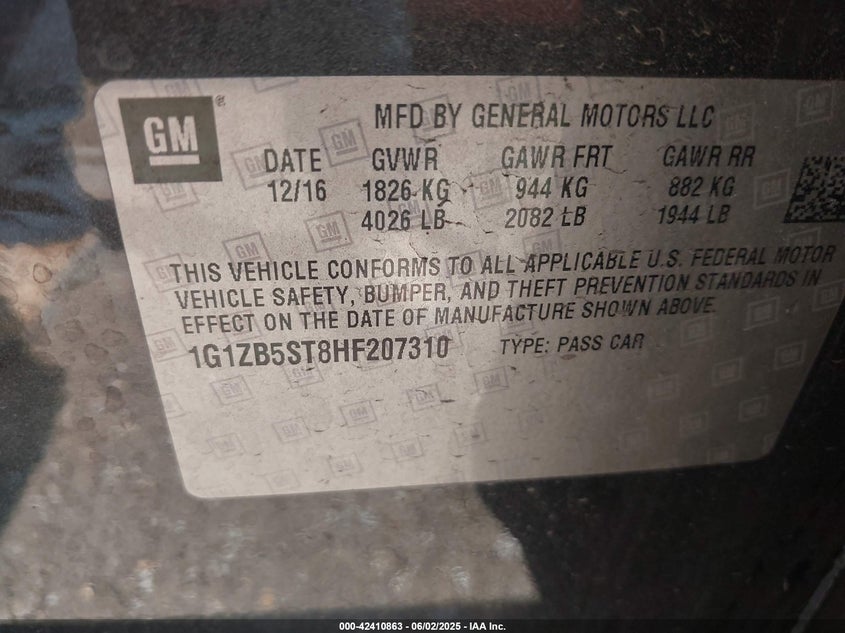 GM
MFD BY GENERAL MOTORS LLC
DATE GVWR GAWR FRT GAWR RR
12/16 1826 KG 944 KG 882 KG
4026 LB 2082 LB 1944 LB
THIS VEHICLE CONFORMS TO ALL APPLICABLE U.S. FEDERAL MOTOR
VEHICLE SAFETY, BUMPER, AND THEFT PREVENTION STANDARDS IN
EFFECT ON THE DATE OF MANUFACTURE SHOWN ABOVE.
1G1ZB5ST8HF207310 TYPE: PASS CAR
000-42410863 - 06/02/2025 - IAA Inc.